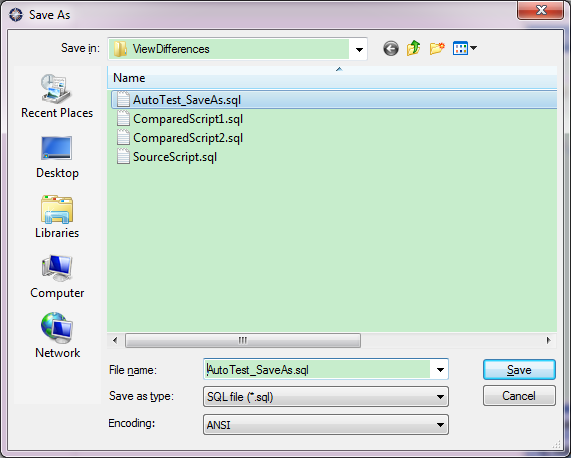 Save As
Save in: ViewDifferences
Name
AutoTest_SaveAs.sql
ComparedScript1.sql
ComparedScript2.sql
SourceScript.sql
Recent Places
Desktop
Libraries
Computer
Network
File name: AutoTest_SaveAs.sql Save
Save as type: SQL file (*.sql) Cancel
Encoding: ANSI